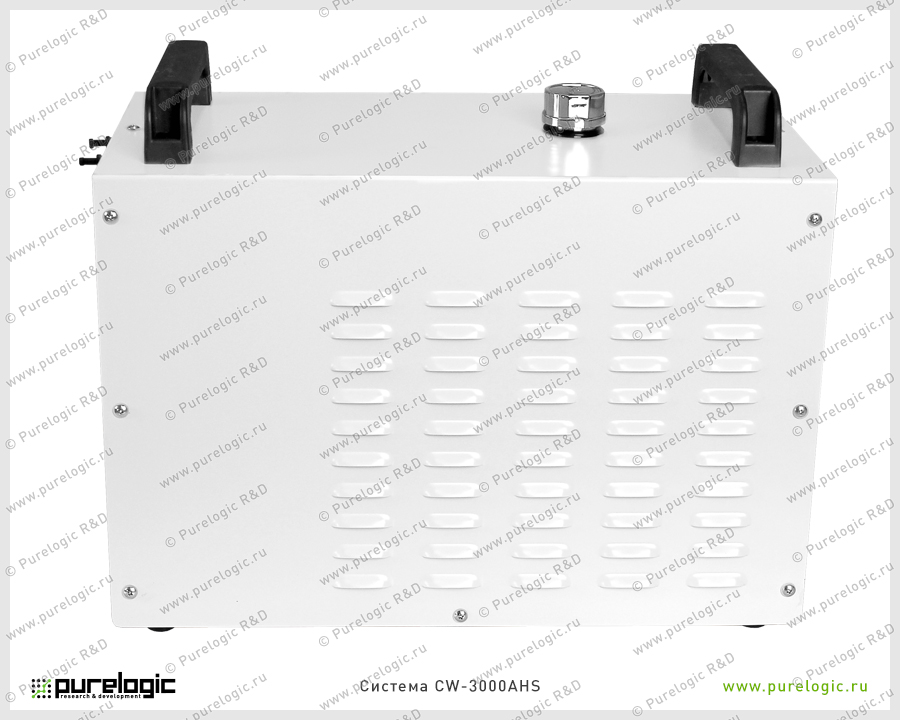 © Purelogic R&D
www.purelogic.ru
purelogic
research & development
Система CW-3000AHS
www.purelogic.ru